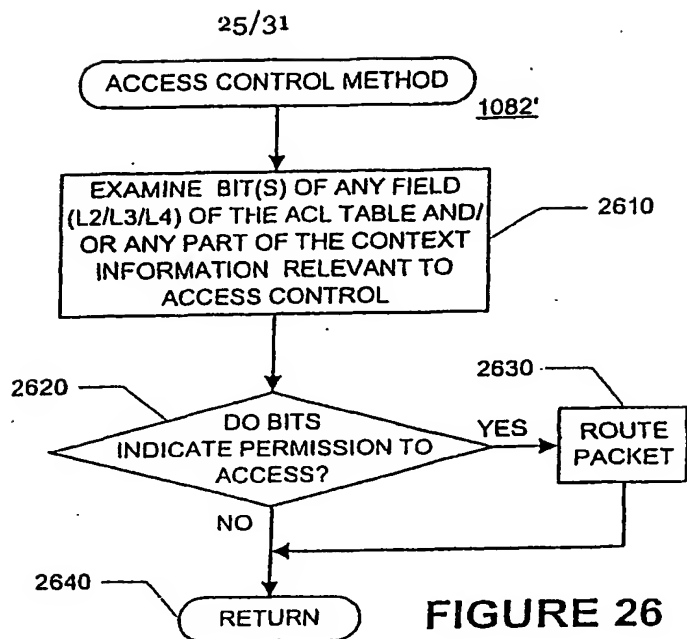 25/31
ACCESS CONTROL METHOD
1082'
EXAMINE BIT(S) OF ANY FIELD
(L2/L3/L4) OF THE ACL TABLE AND/
OR ANY PART OF THE CONTEXT
INFORMATION RELEVANT TO
ACCESS CONTROL
2610
2620
DO BITS
INDICATE PERMISSION TO
ACCESS?
YES
2630
ROUTE
PACKET
NO
2640
RETURN
FIGURE 26